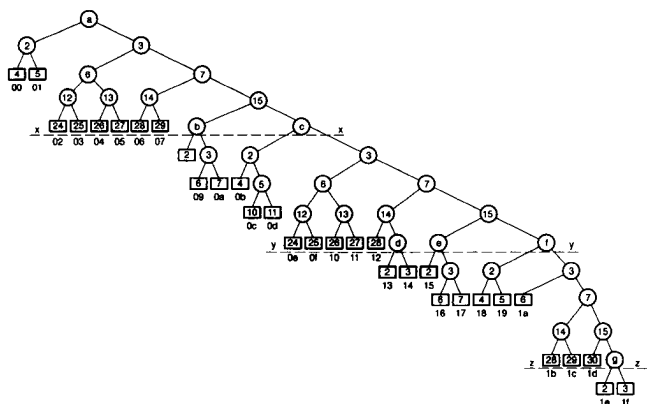 a
2 3
4 5 6 7
00 01
12 13 14 15
24 25 26 27 28 29 b c
x x
02 03 04 05 06 07
2 3 2 3
6 7 4 5 6 7
09 0a 0b
10 11 12 13 14 15
0c 0d
24 25 26 27 28 d e f
y y
0e 0f 10 11 12
2 3 2 3 2 3
13 14 15
6 7 4 5 6 7
16 17 18 19 1a
14 15
28 29 30 g
z z
1b 1c 1d
2 3
1e 1f